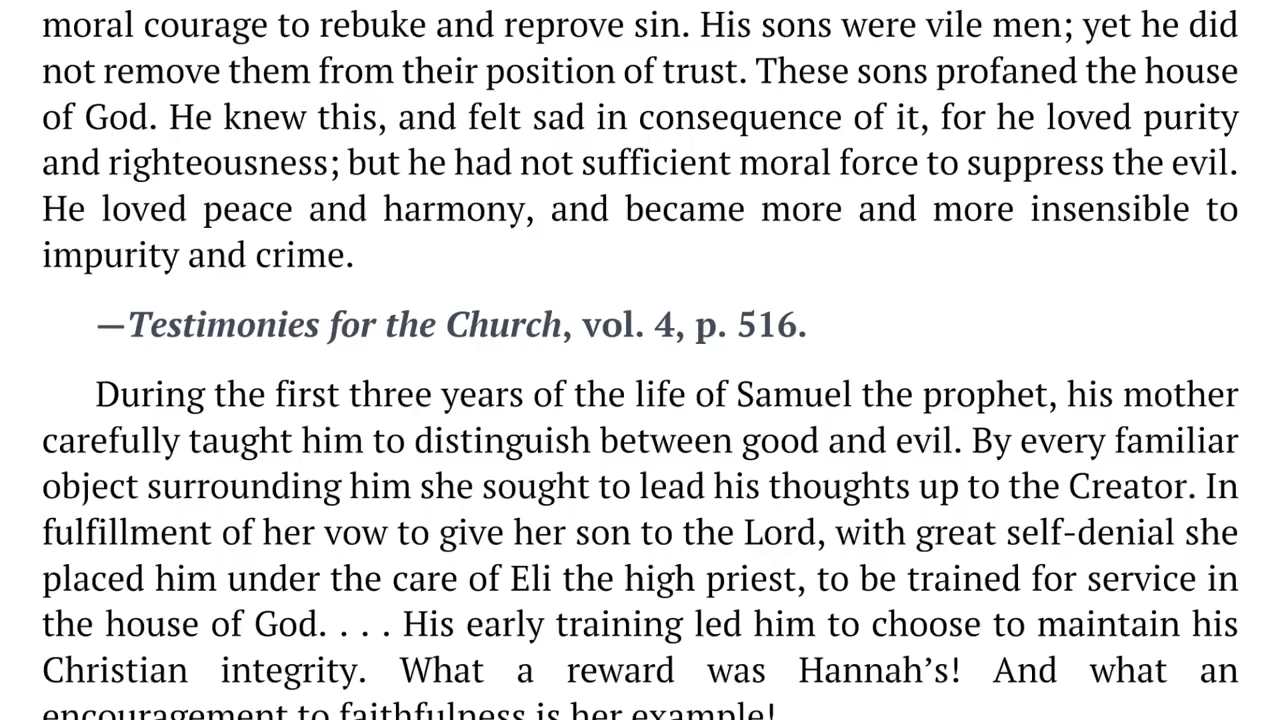 moral courage to rebuke and reprove sin. His sons were vile men; yet he did
not remove them from their position of trust. These sons profaned the house
of God. He knew this, and felt sad in consequence of it, for he loved purity
and righteousness; but he had not sufficient moral force to suppress the evil.
He loved peace and harmony, and became more and more insensible to
impurity and crime.
—Testimonies for the Church, vol. 4, p. 516.
During the first three years of the life of Samuel the prophet, his mother
carefully taught him to distinguish between good and evil. By every familiar
object surrounding him she sought to lead his thoughts up to the Creator. In
fulfillment of her vow to give her son to the Lord, with great self-denial she
placed him under the care of Eli the high priest, to be trained for service in
the house of God. . . . His early training led him to choose to maintain his
Christian integrity. What a reward was Hannah’s! And what an
encouragement to faithfulness is her example!